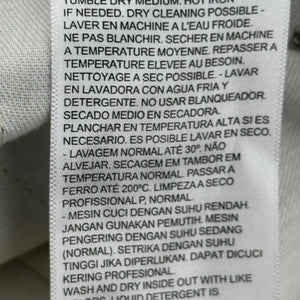 TUMBLE DRY MEDIUM. HOT IRON
IF NEEDED. DRY CLEANING POSSIBLE -
LAVER EN MACHINE A L'EAU FROIDE.
NE PAS BLANCHIR. SECHER EN MACHINE
A TEMPERATURE MOYENNE. REPASSER A
TEMPERATURE ELEVEE AU BESOIN.
NETTOYAGE A SEC POSSIBLE. - LAVAR
EN LAVADORA CON AGUA FRIA Y
DETERGENTE. NO USAR BLANQUEADOR.
SECADO MEDIO EN SECADORA.
PLANCHAR EN TEMPERATURA ALTA SI ES
NECESARIO. ES POSIBLE LAVAR EN SECO.
- LAVAGEM NORMAL ATÉ 30º. NÃO
ALVEJAR. SECAGEM EM TAMBOR EM
TEMPERATURA NORMAL. PASSAR A
FERRO ATÉ 200ºC. LIMPEZA A SECO
PROFISSIONAL P, NORMAL.
- MESIN CUCI DENGAN SUHU RENDAH.
JANGAN GUNAKAN PEMUTIH. MESIN
PENGERING DENGAN SUHU SEDANG
(NORMAL). SETRIKA DENGAN SUHU
TINGGI JIKA DIPERLUKAN. DAPAT DICUCI
KERING PROFESIONAL.
WASH AND DRY INSIDE OUT WITH LIKE
LIQUID DETERGENT IS